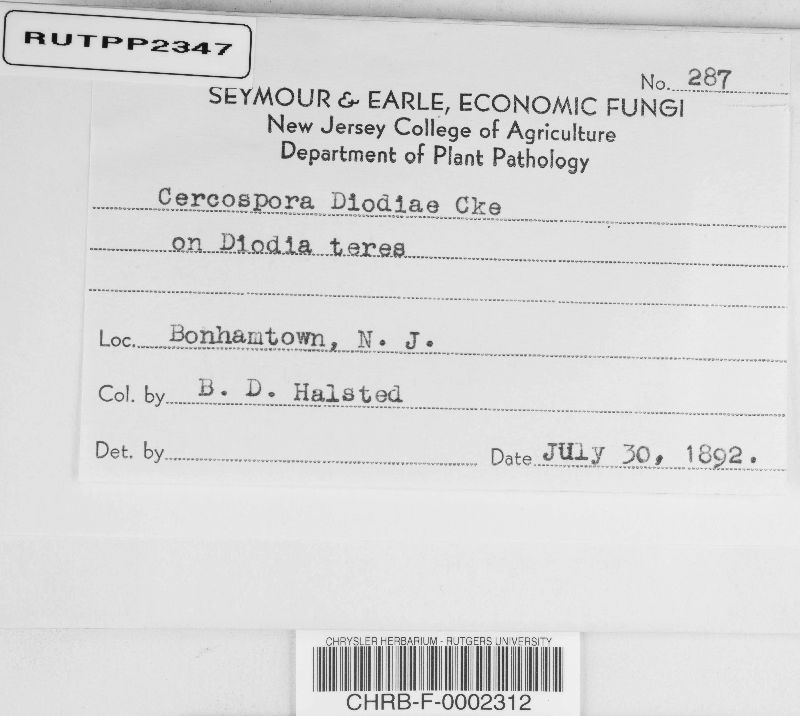 RUTPP2347
No. 287
SEYMOUR & EARLE, ECONOMIC FUNGI
New Jersey College of Agriculture
Department of Plant Pathology
Cercospora Diodiae Cke
on Diodia teres
Loc. Bonhamtown, N. J.
Col. by B. D. Halsted
Det. by
Date JUly 30, 1892.
CHRYSLER HERBARIUM - RUTGERS UNIVERSITY
CHRB-F-0002312